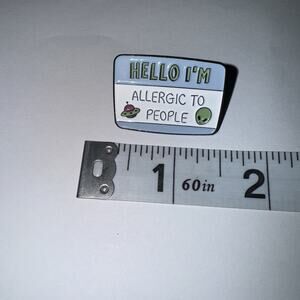 HELLO I'M
ALLERGIC TO
PEOPLE
1 60in 2